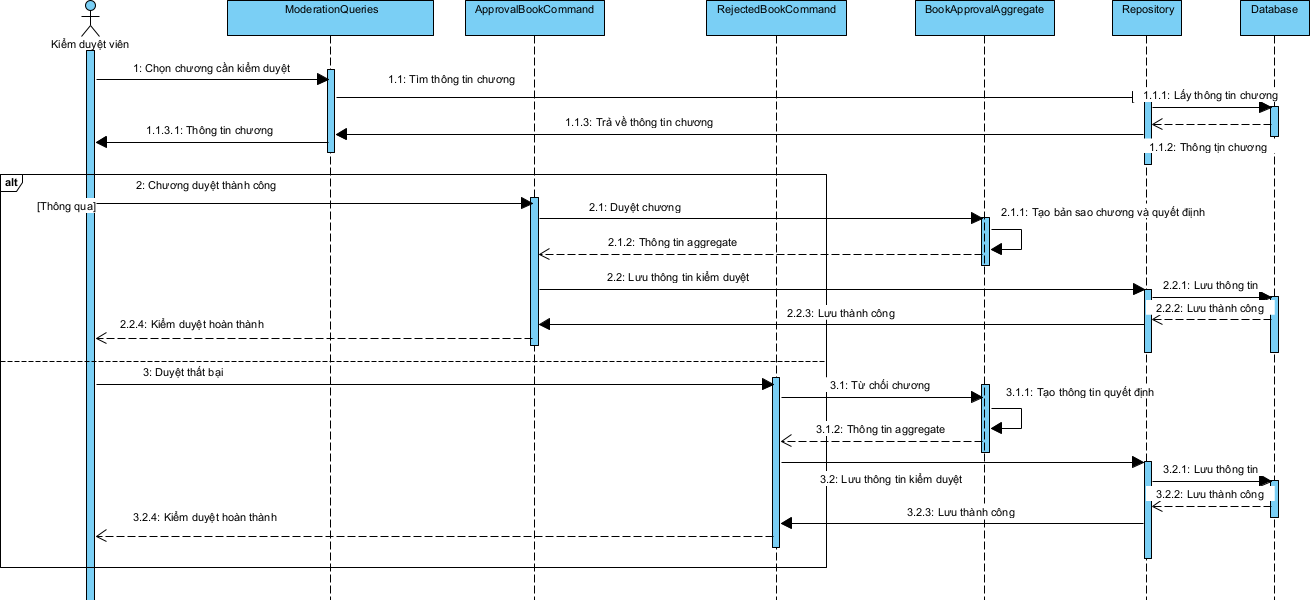 ModerationQueries
ApprovalBookCommand
RejectedBookCommand
BookApprovalAggregate
Repository
Database
Kiểm duyệt viên
1: Chọn chương cần kiểm duyệt
1.1: Tìm thông tin chương
1.1.1: Lấy thông tin chương
1.1.3: Trả về thông tin chương
1.1.3.1: Thông tin chương
1.1.2: Thông tịn chương
alt
2: Chương duyệt thành công
[Thông qua]
2.1: Duyệt chương
2.1.1: Tạo bản sao chương và quyết địịnh
2.1.2: Thông tin aggregate
2.2: Lưu thông tin kiểm duyệt
2.2.1: Lưu thông tin
2.2.2: Lưu thành công
2.2.3: Lưu thành công
2.2.4: Kiểm duyệt hoàn thành
3: Duyệt thất bại
3.1: Từ chối chương
3.1.1: Tạo thông tin quyết định
3.1.2: Thông tin aggregate
3.2: Lưu thông tin kiểm duyệt
3.2.1: Lưu thông tin
3.2.2: Lưu thành công
3.2.3: Lưu thành công
3.2.4: Kiểm duyệt hoàn thành